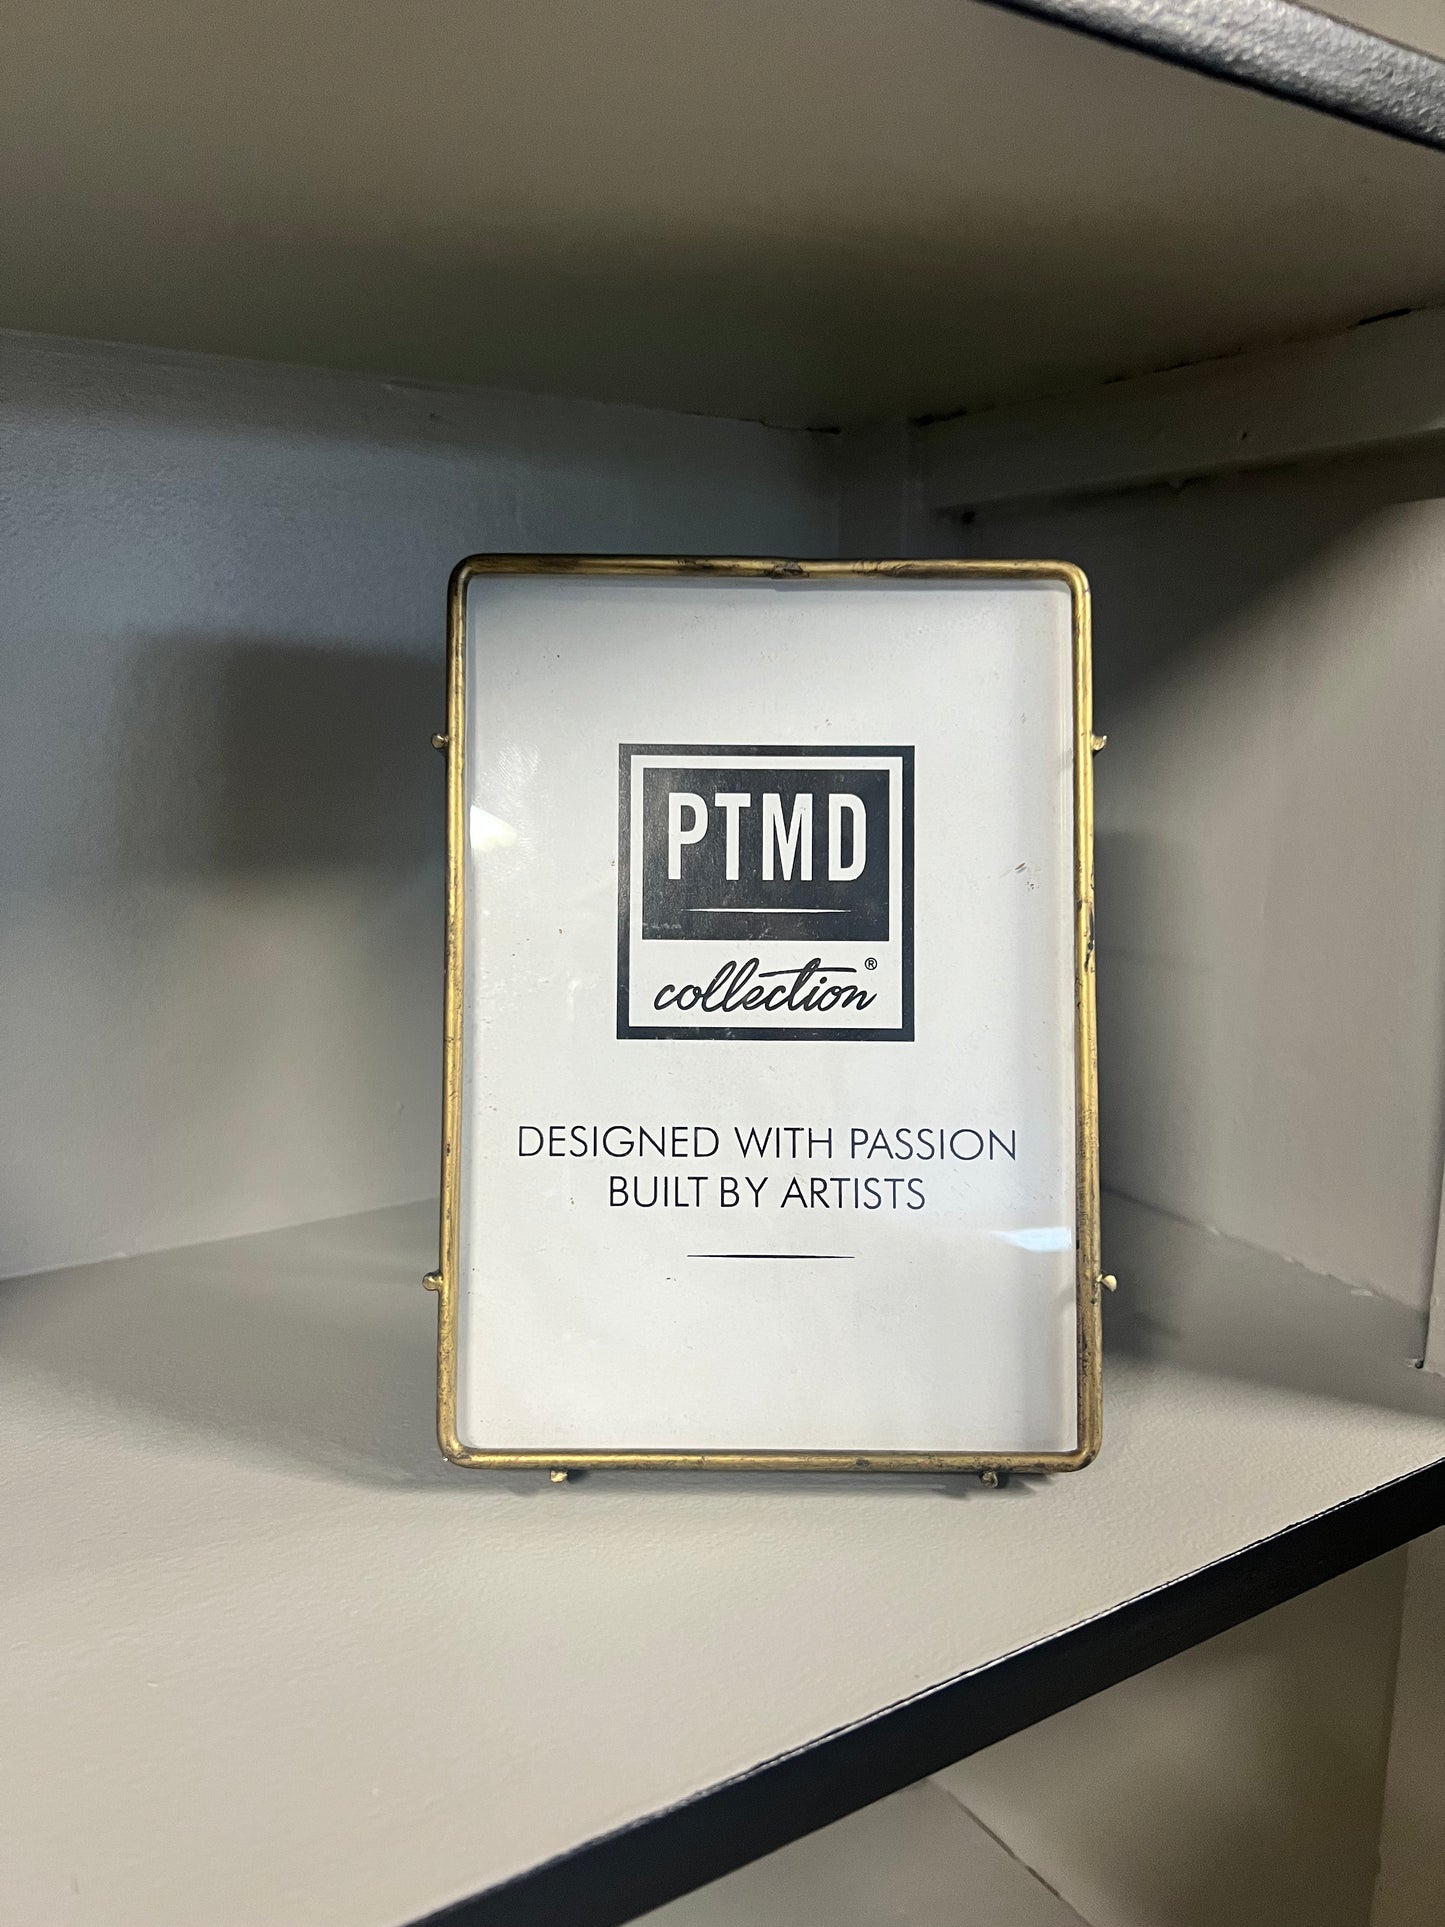 PTMD
collection®
DESIGNED WITH PASSION
BUILT BY ARTISTS